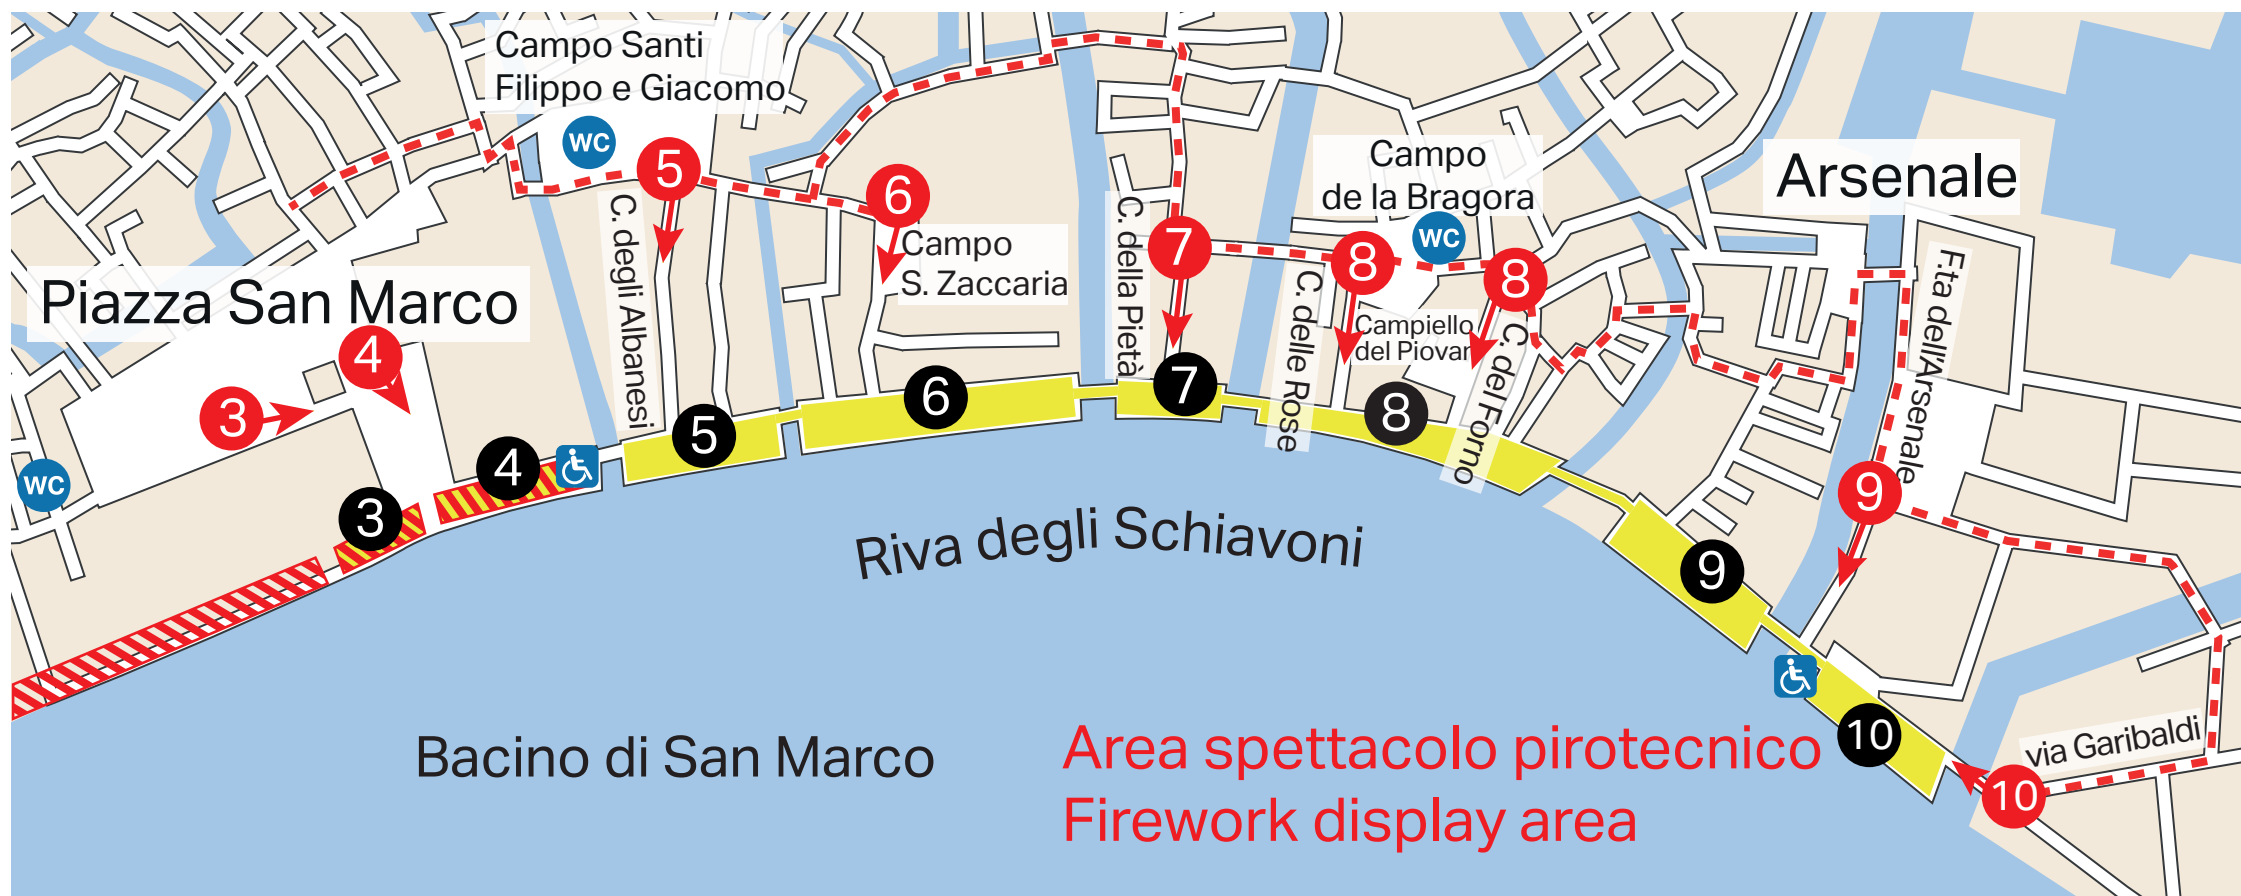 Campo Santi
Filippo e Giacomo
WC
5
C. degli Albanesi
6
Campo
S. Zaccaria
C. della Pietà
7
Campo
de la Bragora
WC
8
8
C. delle Rose
Campiello
del Piovan
C. del Forno
Arsenale
F.ta dell'Arsenale
9
Piazza San Marco
4
3
WC
3
4
5
6
7
8
9
10
Riva degli Schiavoni
Bacino di San Marco
Area spettacolo pirotecnico
Firework display area
via Garibaldi
10